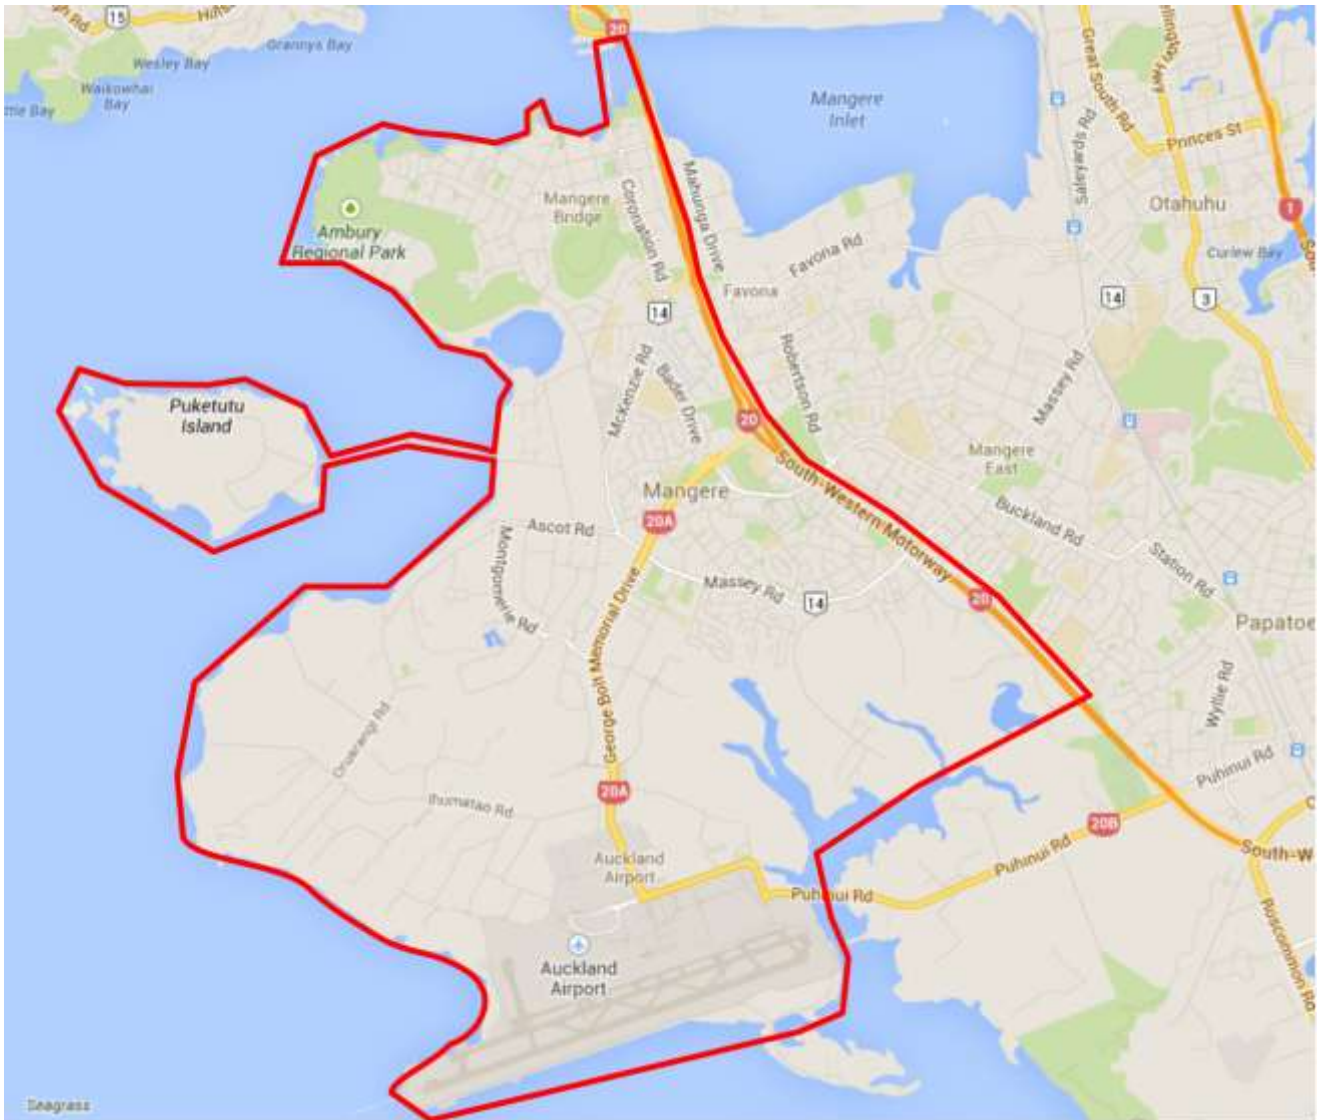 15
20
Grannys Bay
Wesley Bay
Waikowhai
Bay
Mangere
Inlet
Great South Rd
Saleyards Rd
Princes St
Otahuhu
1
Curlew Bay
Mahunga Drive
Mangere
Bridge
Coronation Rd
Ambury
Regional Park
Favona Rd
Favona
14
14
3
McKenzie Rd
Bader Drive
Robertson Rd
Massey Rd
Puketutu
Island
20
Mangere
East
South-Western Motorway
Mangere
Buckland Rd
20A
Ascot Rd
Montgomerie Rd
Station Rd
Massey Rd
14
20
Papatoe
George Bolt Memorial Drive
Wyllie Rd
Oruarangi Rd
Puhinui Rd
20A
Ihumatao Rd
20B
Auckland
Airport
Puhinui Rd
Puhinui Rd
South-W
Roscommon Rd
Auckland
Airport
Seagrass